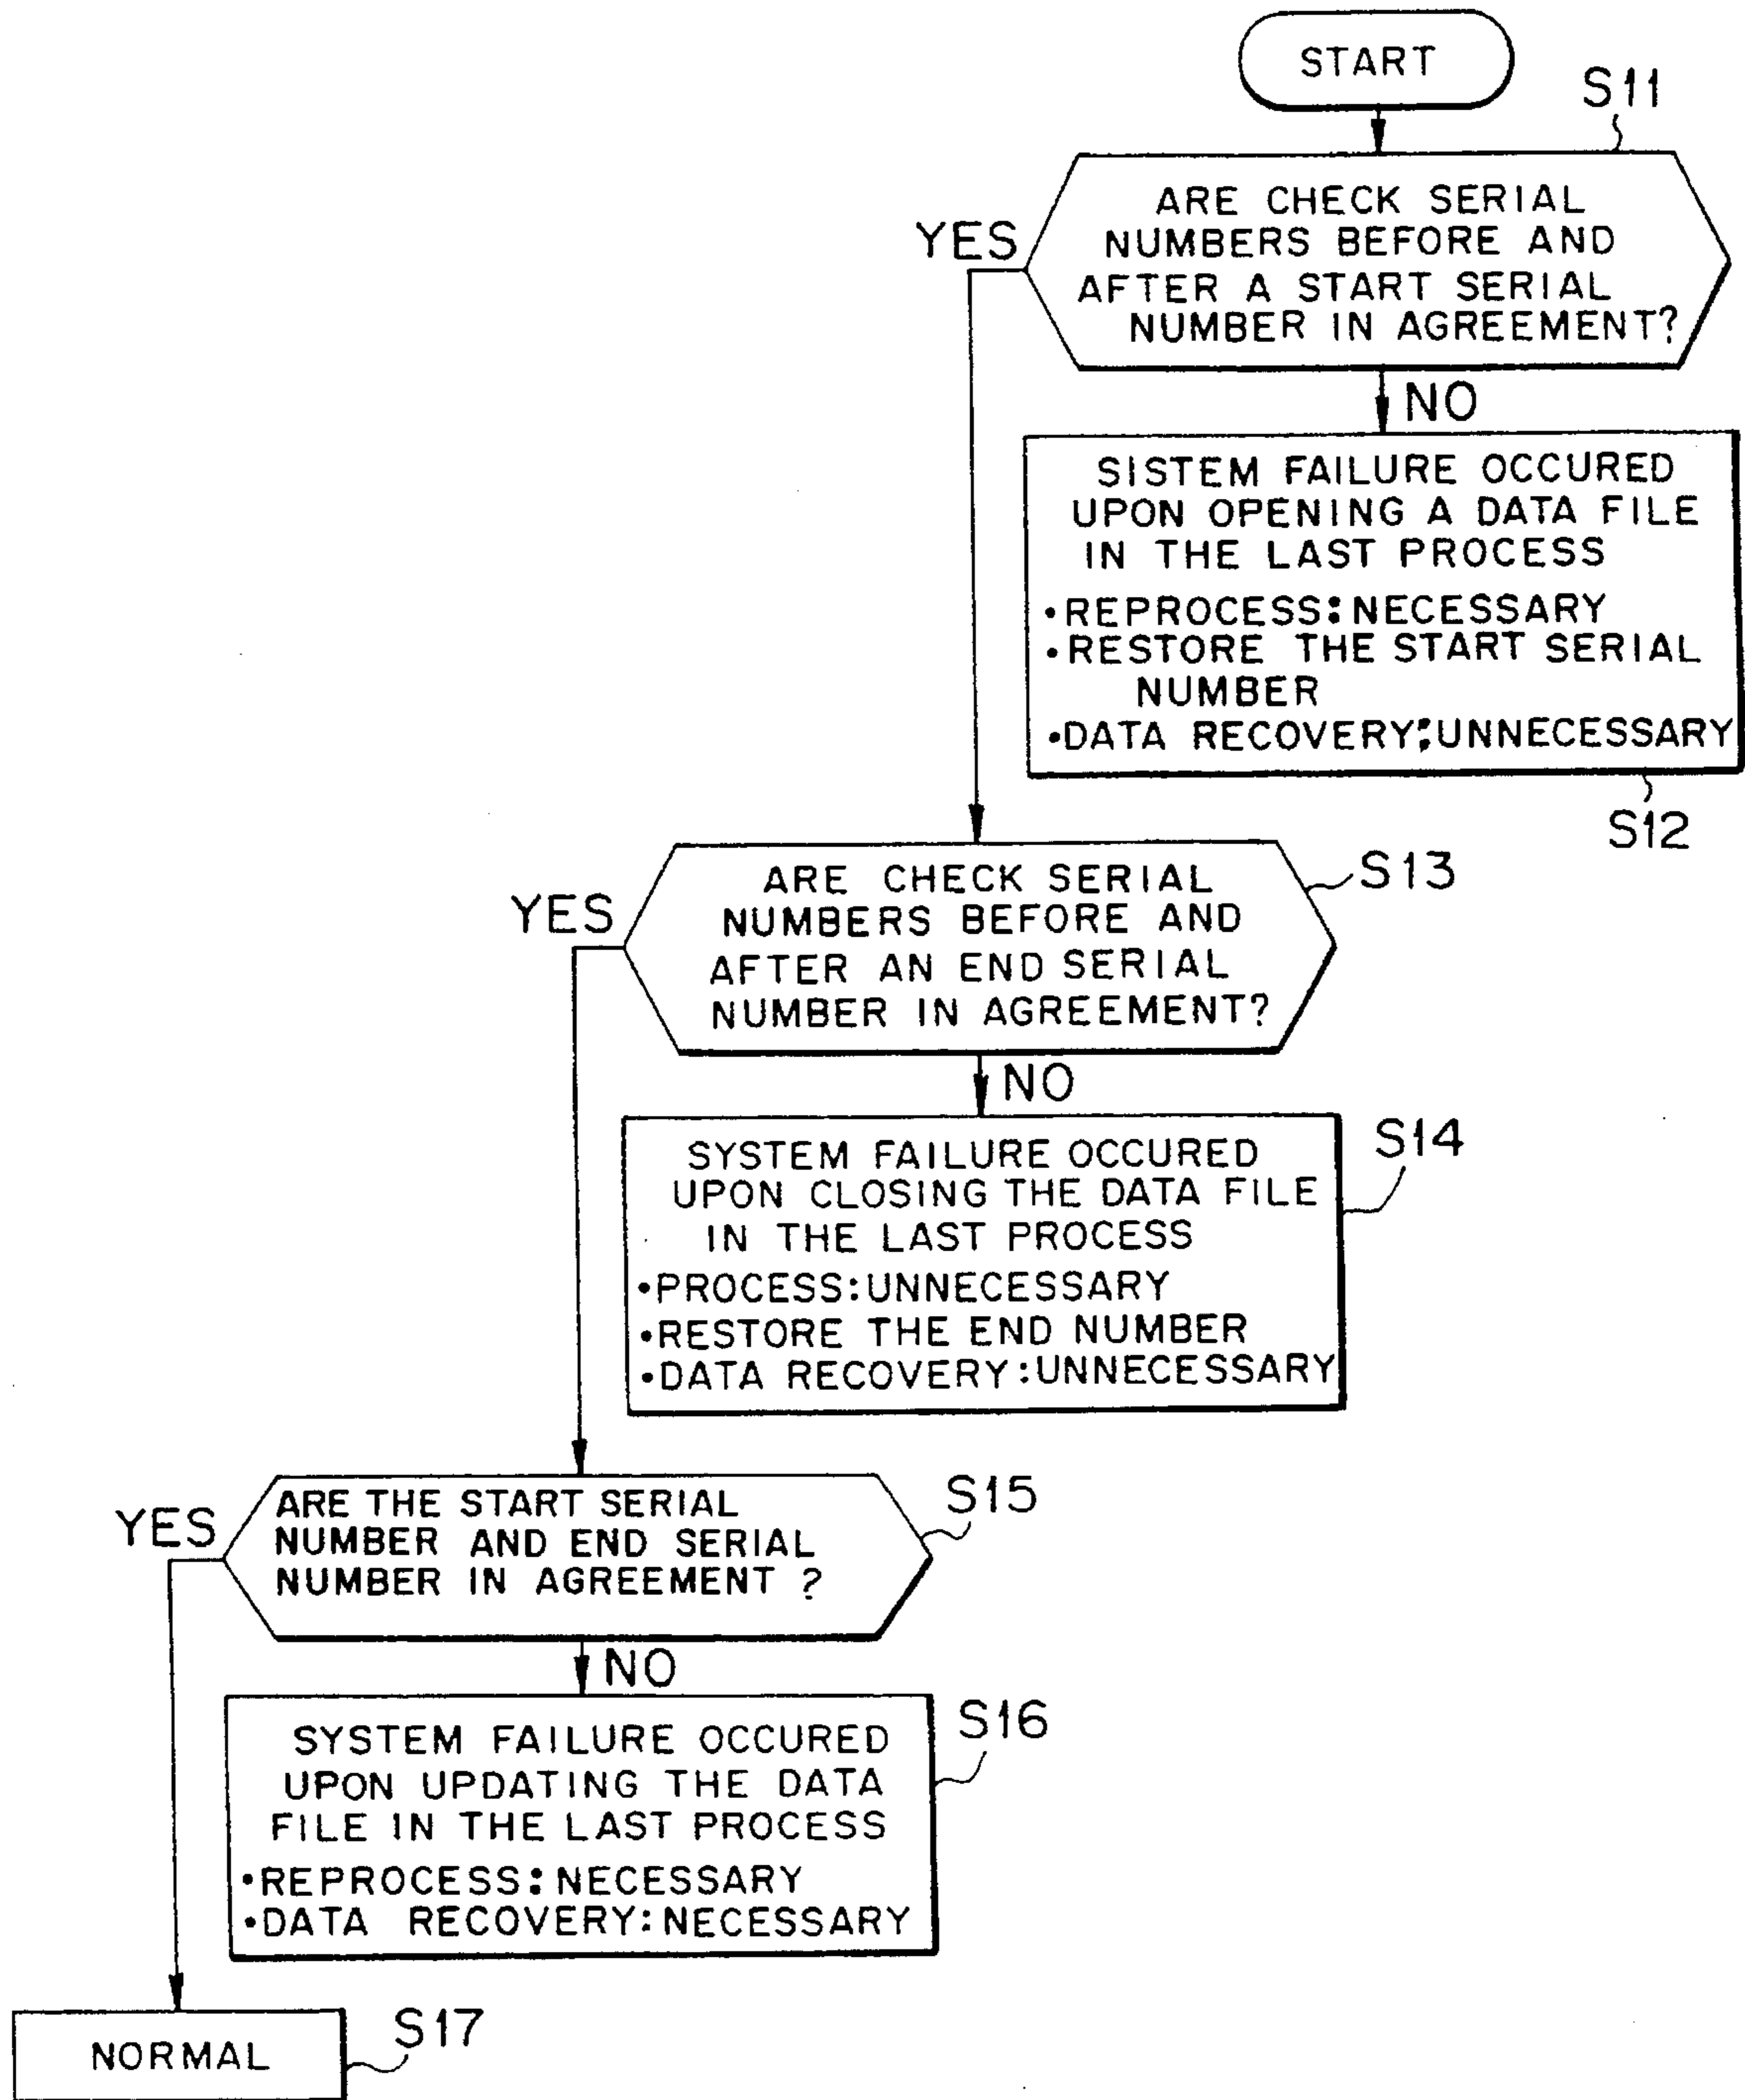 START
S11
ARE CHECK SERIAL
NUMBERS BEFORE AND
AFTER A START SERIAL
NUMBER IN AGREEMENT?
YES
NO
SISTEM FAILURE OCCURED
UPON OPENING A DATA FILE
IN THE LAST PROCESS
•REPROCESS:NECESSARY
•RESTORE THE START SERIAL
NUMBER
•DATA RECOVERY:UNNECESSARY
S12
ARE CHECK SERIAL
NUMBERS BEFORE AND
AFTER AN END SERIAL
NUMBER IN AGREEMENT?
S13
YES
NO
SYSTEM FAILURE OCCURED
UPON CLOSING THE DATA FILE
IN THE LAST PROCESS
•PROCESS:UNNECESSARY
•RESTORE THE END NUMBER
•DATA RECOVERY:UNNECESSARY
S14
ARE THE START SERIAL
NUMBER AND END SERIAL
NUMBER IN AGREEMENT ?
S15
YES
NO
SYSTEM FAILURE OCCURED
UPON UPDATING THE DATA
FILE IN THE LAST PROCESS
•REPROCESS:NECESSARY
•DATA RECOVERY:NECESSARY
S16
NORMAL
S17